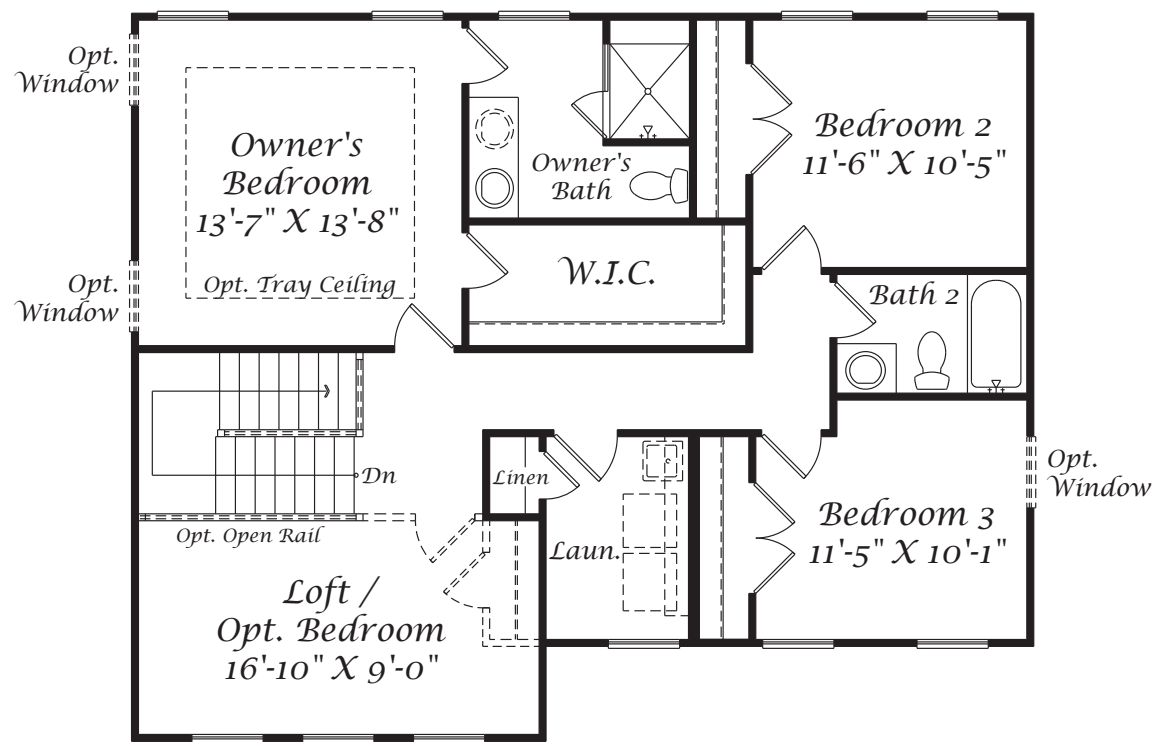 Opt.
Window
Owner's
Bedroom
13'-7" X 13'-8"
Opt. Tray Ceiling
Opt.
Window
Owner's
Bath
W.I.C.
Bedroom 2
11'-6" X 10'-5"
Bath 2
Dn
Opt. Open Rail
Linen
Laun.
Bedroom 3
11'-5" X 10'-1"
Opt.
Window
Loft /
Opt. Bedroom
16'-10" X 9'-0"